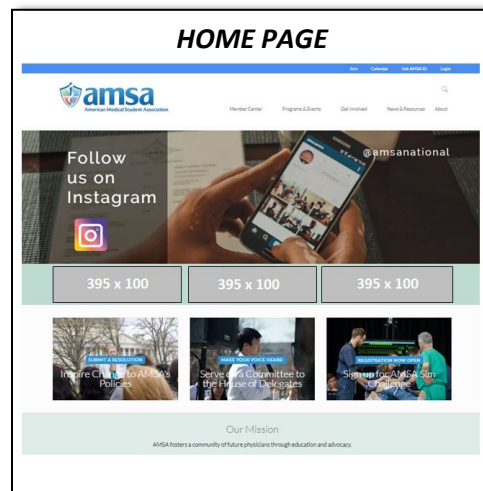 HOME PAGE
Join Calendar Get AMSA ID Login
amsa
American Medical Student Association
Member Center Programs & Events Get Involved News & Resources About
Follow
us on
Instagram
@amsanational
395 x 100 395 x 100 395 x 100
SUBMIT A RESOLUTION
Inspire Change to AMSA's
Policies
MAKE YOUR VOICE HEARD
Serve on a Committee to
the House of Delegates
REGISTRATION NOW OPEN
Sign up for AMSA Sim
Challenge
Our Mission
AMSA fosters a community of future physicians through education and advocacy.